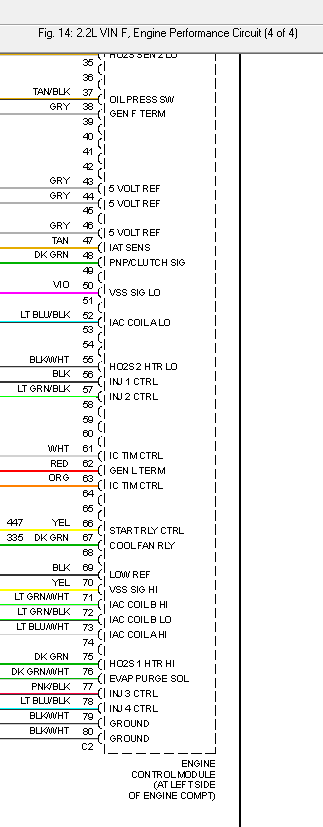 Fig. 14: 2.2L VIN F, Engine Performance Circuit (4 of 4)
35 HO2S SEN 2 LO
36
TAN/BLK 37 OIL PRESS SW
GRY 38 GEN F TERM
39
40
41
42
GRY 43 5 VOLT REF
GRY 44 5 VOLT REF
45
GRY 46 5 VOLT REF
TAN 47 IAT SENS
DK GRN 48 PNP/CLUTCH SIG
49
VIO 50 VSS SIG LO
51
LT BLU/BLK 52 IAC COIL A LO
53
54
BLK/WHT 55 HO2S 2 HTR LO
BLK 56 INJ 1 CTRL
LT GRN/BLK 57 INJ 2 CTRL
58
59
60
WHT 61 IC TIM CTRL
RED 62 GEN L TERM
ORG 63 IC TIM CTRL
64
65
447 YEL 66 START RLY CTRL
335 DK GRN 67 COOL FAN RLY
68
BLK 69 LOW REF
YEL 70 VSS SIG HI
LT GRN/WHT 71 IAC COIL B HI
LT GRN/BLK 72 IAC COIL B LO
LT BLU/WHT 73 IAC COIL A HI
74
DK GRN 75 HO2S 1 HTR HI
DK GRN/WHT 76 EVAP PURGE SOL
PNK/BLK 77 INJ 3 CTRL
LT BLU/BLK 78 INJ 4 CTRL
BLK/WHT 79 GROUND
BLK/WHT 80 GROUND
C2
ENGINE
CONTROL MODULE
(AT LEFT SIDE
OF ENGINE COMPT)